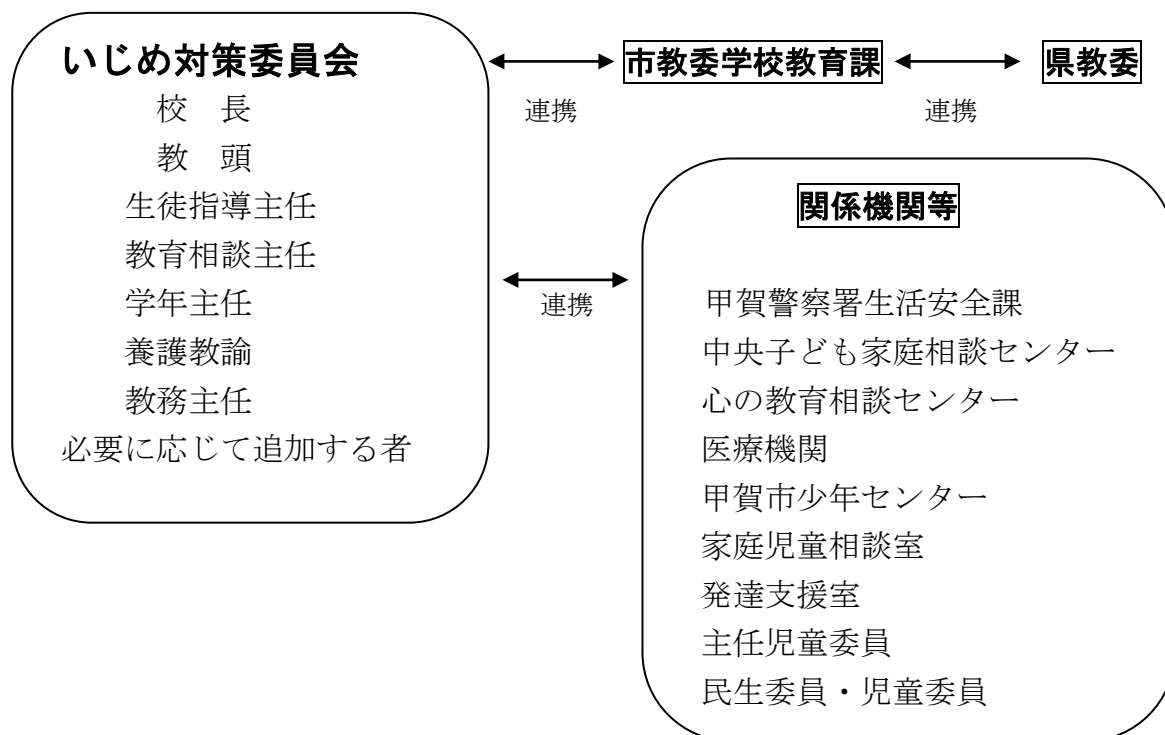 いじめ対策委員会
校　長
教　頭
生徒指導主任
教育相談主任
学年主任
養護教諭
教務主任
必要に応じて追加する者
連携
市教委学校教育課
連携
県教委
連携
関係機関等
甲賀警察署生活安全課
中央子ども家庭相談センター
心の教育相談センター
医療機関
甲賀市少年センター
家庭児童相談室
発達支援室
主任児童委員
民生委員・児童委員